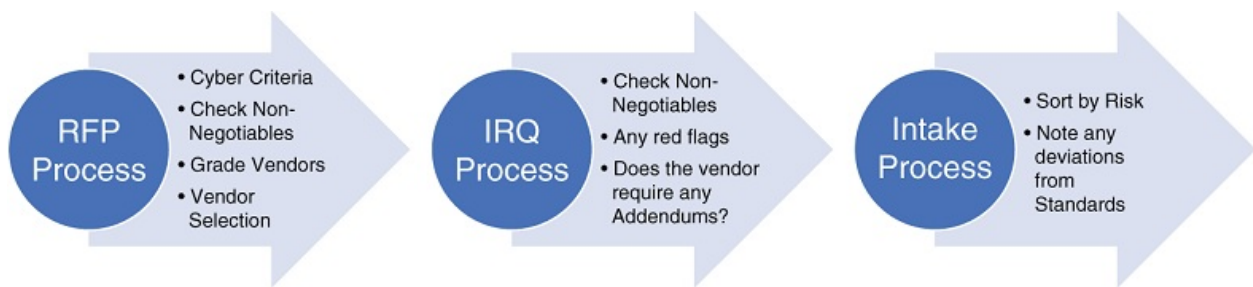 RFP
Process
• Cyber Criteria
• Check Non-
Negotiables
• Grade Vendors
• Vendor
Selection
IRQ
Process
• Check Non-
Negotiables
• Any red flags
• Does the vendor
require any
Addendums?
Intake
Process
• Sort by Risk
• Note any
deviations
from
Standards